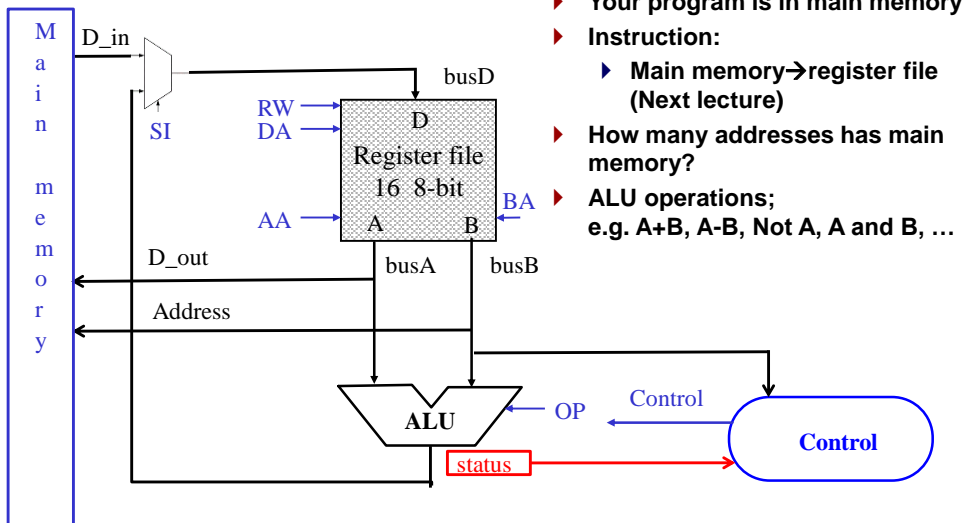 Your program is in main memory
Instruction:
Main memory→register file
(Next lecture)
How many addresses has main
memory?
ALU operations;
e.g. A+B, A-B, Not A, A and B, …
Main memory
D_in
SI
busD
RW
DA
D
Register file
16 8-bit
AA
BA
A
B
D_out
busA
busB
Address
ALU
OP
Control
Control
status